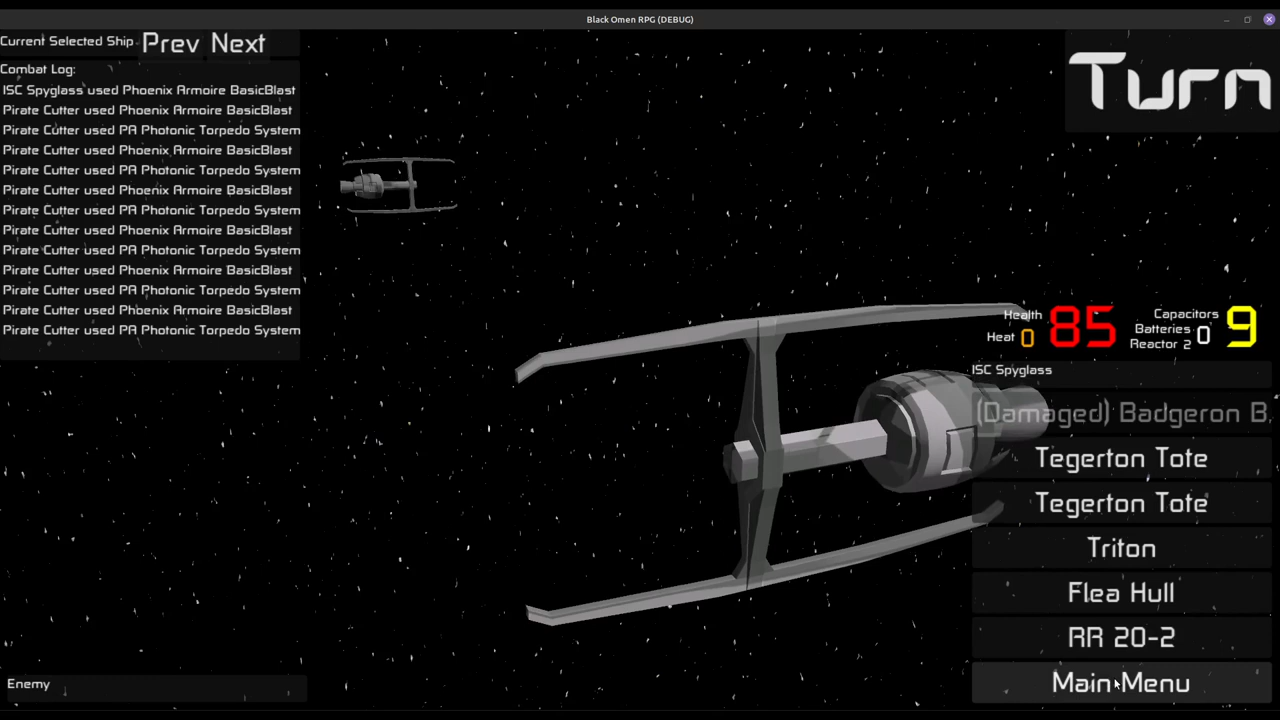 Black Omen RPG (DEBUG)
Current Selected Ship Prev Next
Turn
Combat Log:
ISC Spyglass used Phoenix Armoire BasicBlast
Pirate Cutter used Phoenix Armoire BasicBlast
Pirate Cutter used PA Photonic Torpedo System
Pirate Cutter used Phoenix Armoire BasicBlast
Pirate Cutter used PA Photonic Torpedo System
Pirate Cutter used Phoenix Armoire BasicBlast
Pirate Cutter used PA Photonic Torpedo System
Pirate Cutter used Phoenix Armoire BasicBlast
Pirate Cutter used PA Photonic Torpedo System
Pirate Cutter used Phoenix Armoire BasicBlast
Pirate Cutter used PA Photonic Torpedo System
Pirate Cutter used Phoenix Armoire BasicBlast
Pirate Cutter used PA Photonic Torpedo System
Health 85
Heat 0
Capacitors 9
Batteries 0
Reactor 2
ISC Spyglass
(Damaged) Badgeron B
Tegerton Tote
Tegerton Tote
Triton
Flea Hull
RR 20-2
Main Menu
Enemy